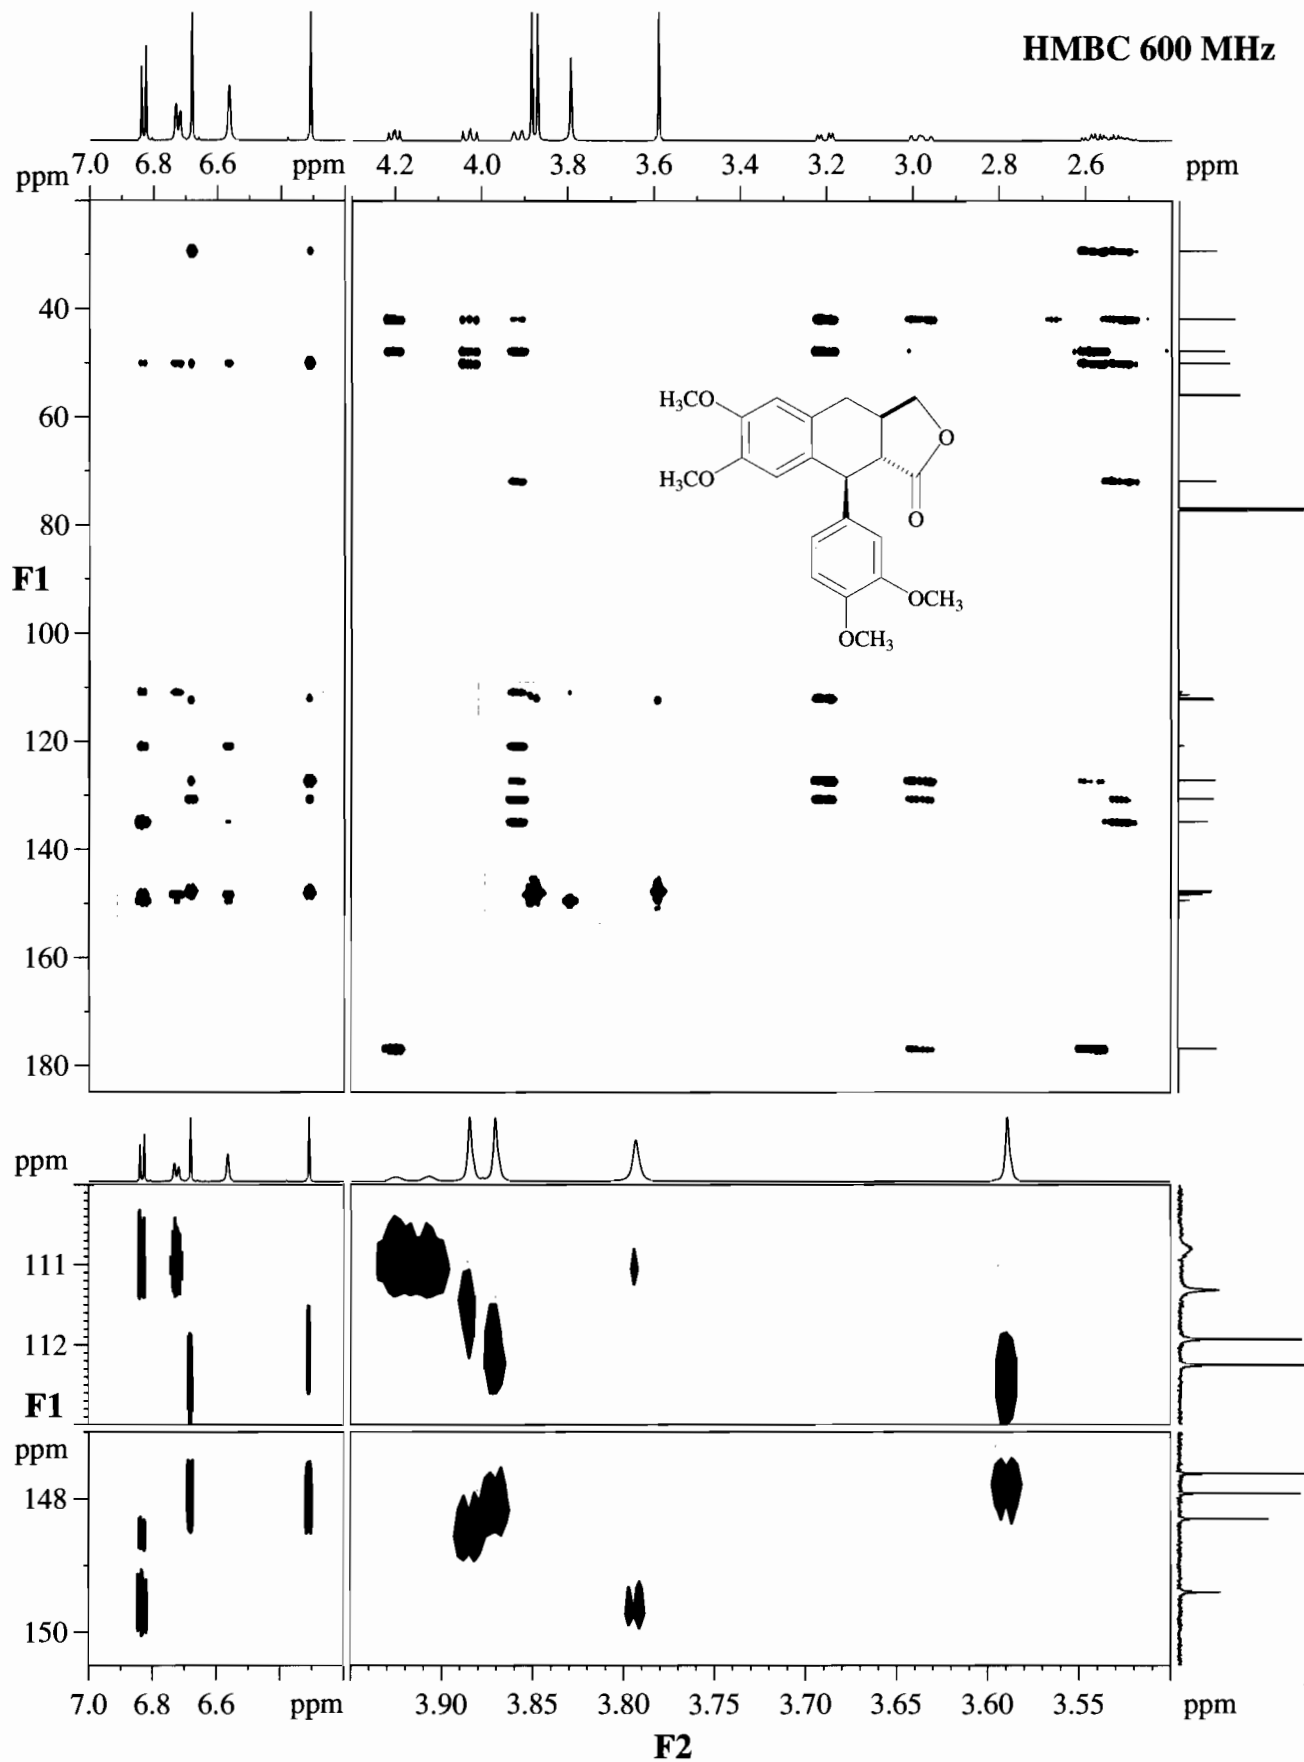 HMBC 600 MHz
7.0 6.8 6.6 ppm 4.2 4.0 3.8 3.6 3.4 3.2 3.0 2.8 2.6 ppm
ppm
40
60
80
F1
100
120
140
160
180
H₃CO
H₃CO
O
O
OCH₃
OCH₃
ppm
111
112
F1
ppm
148
150
7.0 6.8 6.6 ppm 3.90 3.85 3.80 3.75 3.70 3.65 3.60 3.55 ppm
F2